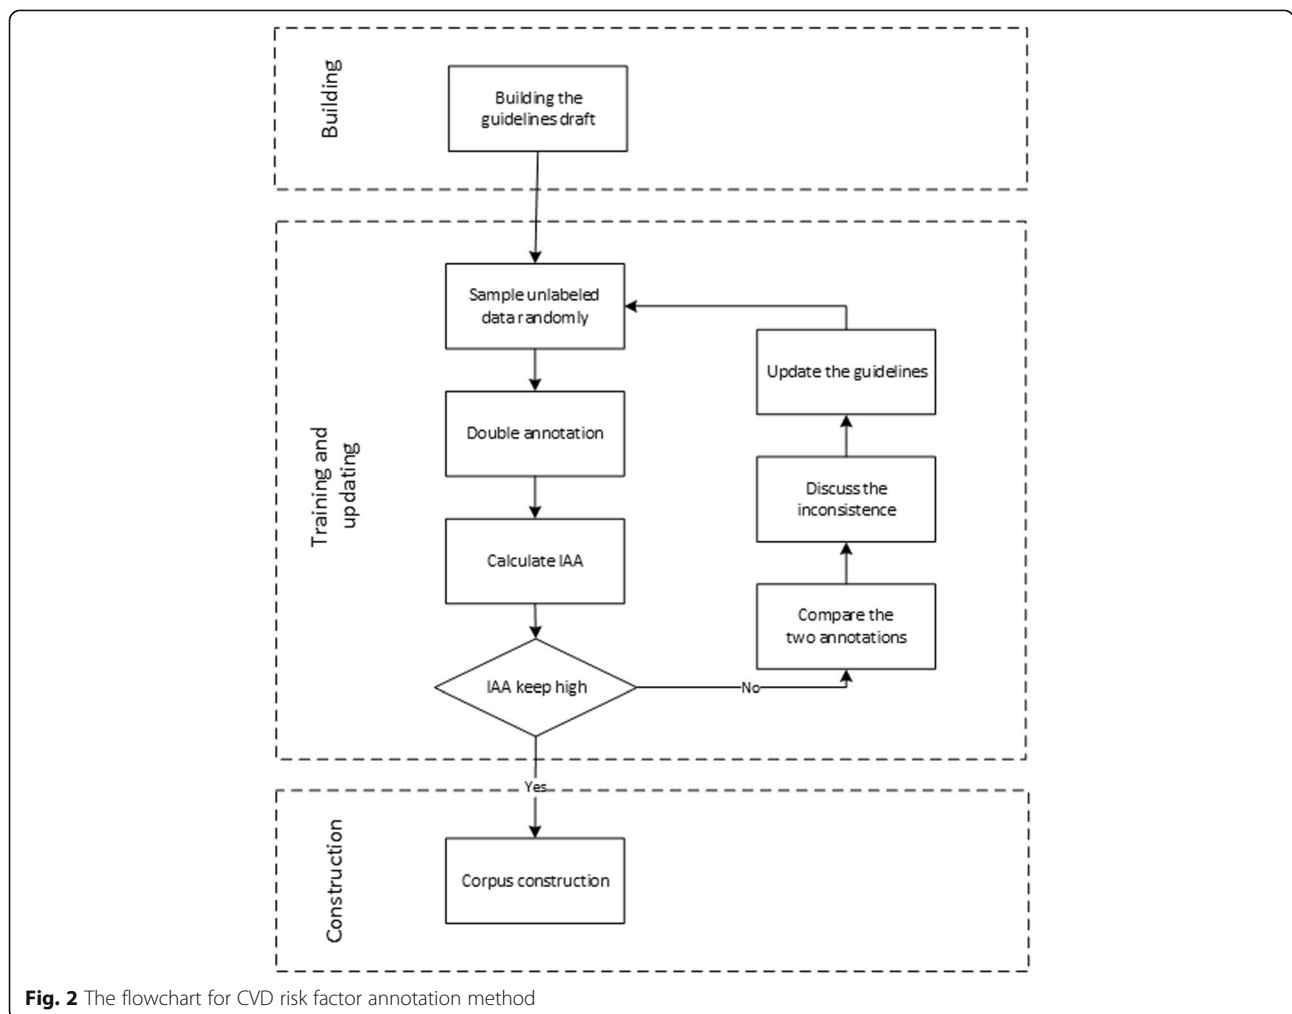 Building
Building the
guidelines draft
Training and
updating
Sample unlabeled
data randomly
Double annotation
Calculate IAA
IAA keep high
No
Compare the
two annotations
Discuss the
inconsistence
Update the guidelines
Yes
Construction
Corpus construction
Fig. 2 The flowchart for CVD risk factor annotation method